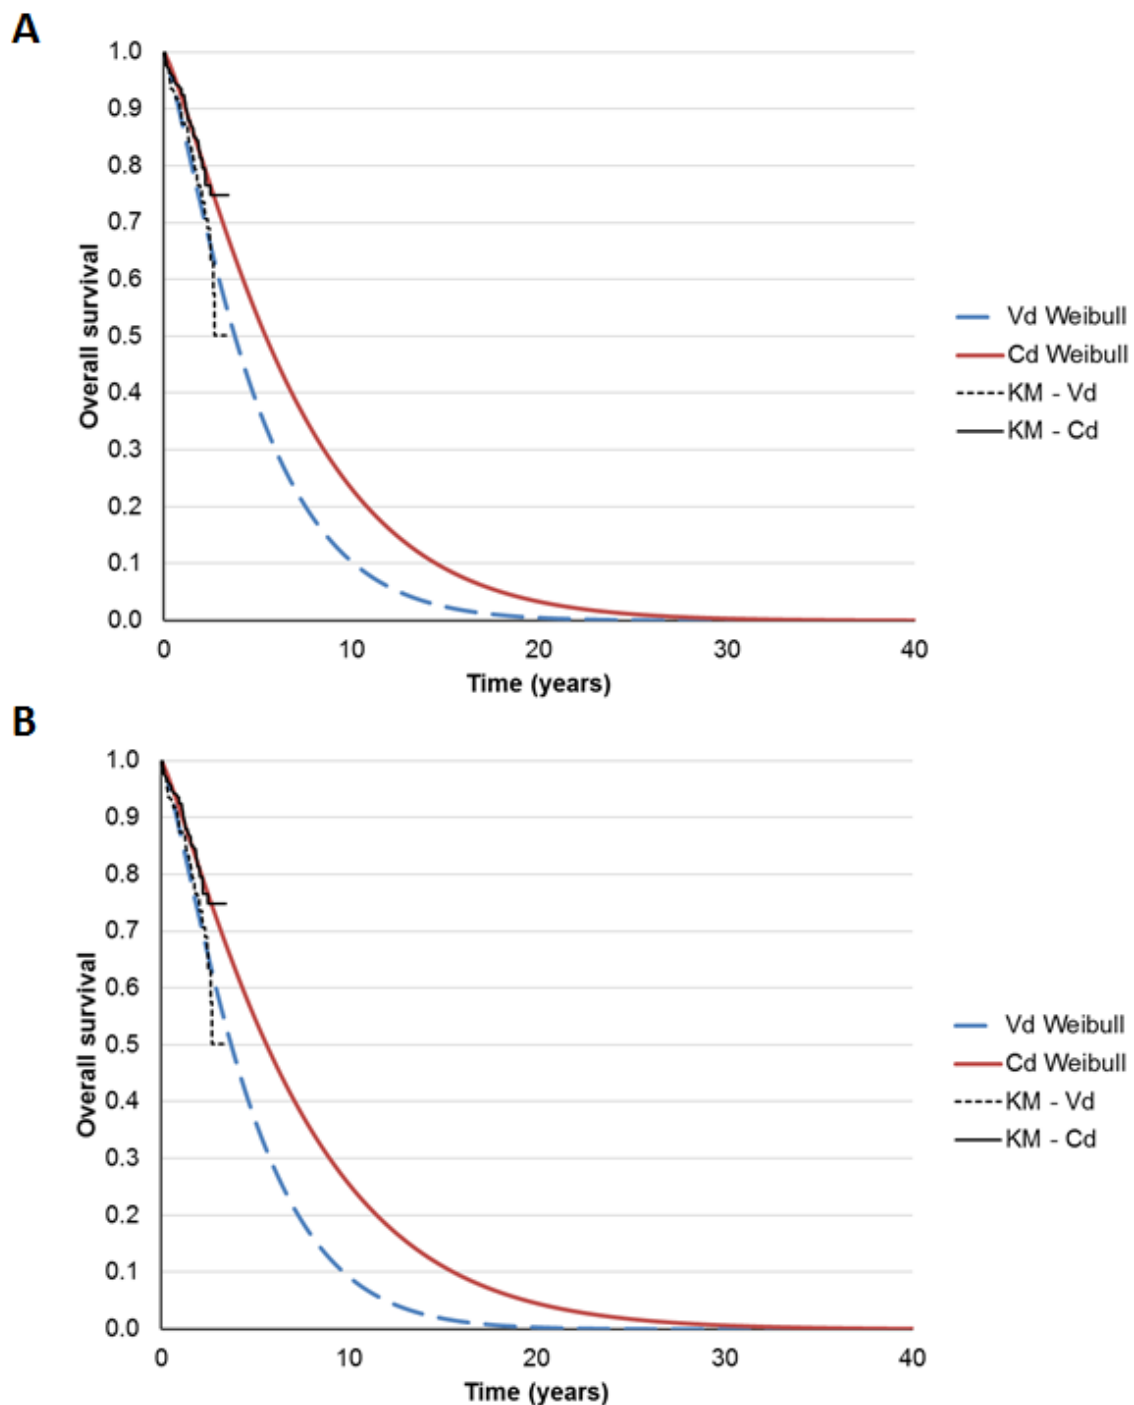 A
1.0
0.9
0.8
0.7
0.6
0.5
0.4
0.3
0.2
0.1
0.0
Overall survival
0 10 20 30 40
Time (years)
Vd Weibull
Cd Weibull
KM - Vd
KM - Cd
B
1.0
0.9
0.8
0.7
0.6
0.5
0.4
0.3
0.2
0.1
0.0
Overall survival
0 10 20 30 40
Time (years)
Vd Weibull
Cd Weibull
KM - Vd
KM - Cd